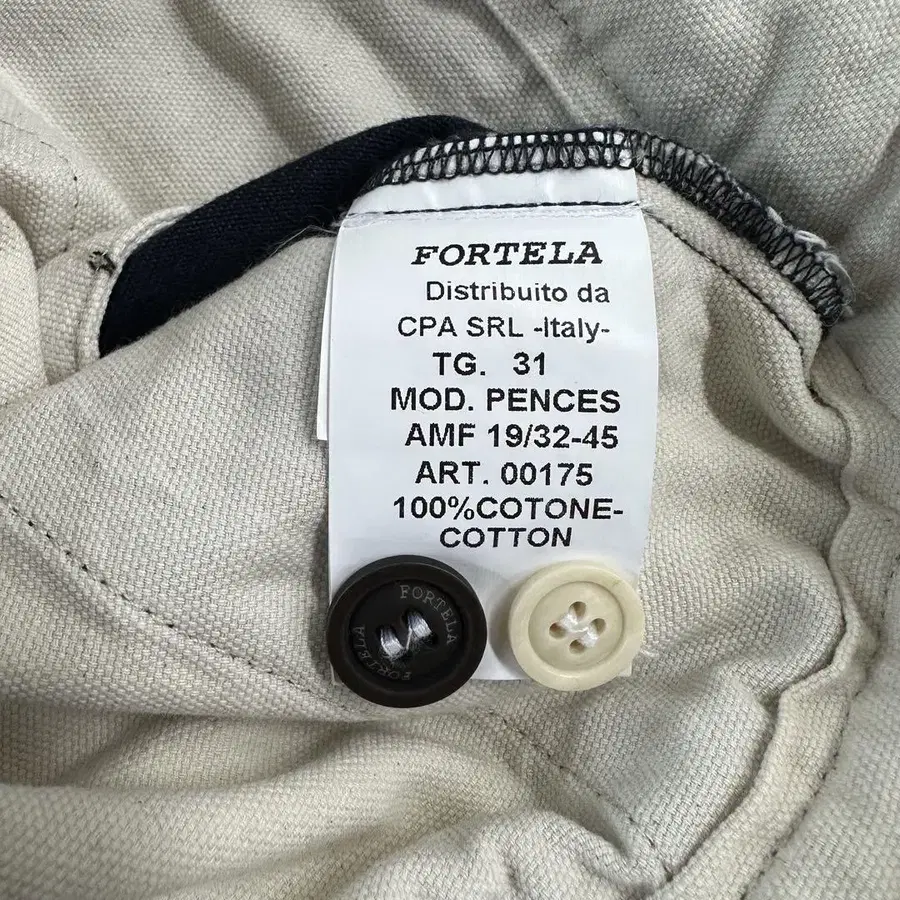 FORTELA
Distribuito da
CPA SRL -Italy-
TG. 31
MOD. PENCES
AMF 19/32-45
ART. 00175
100%COTONE-
COTTON
FORTELA
FORTELA